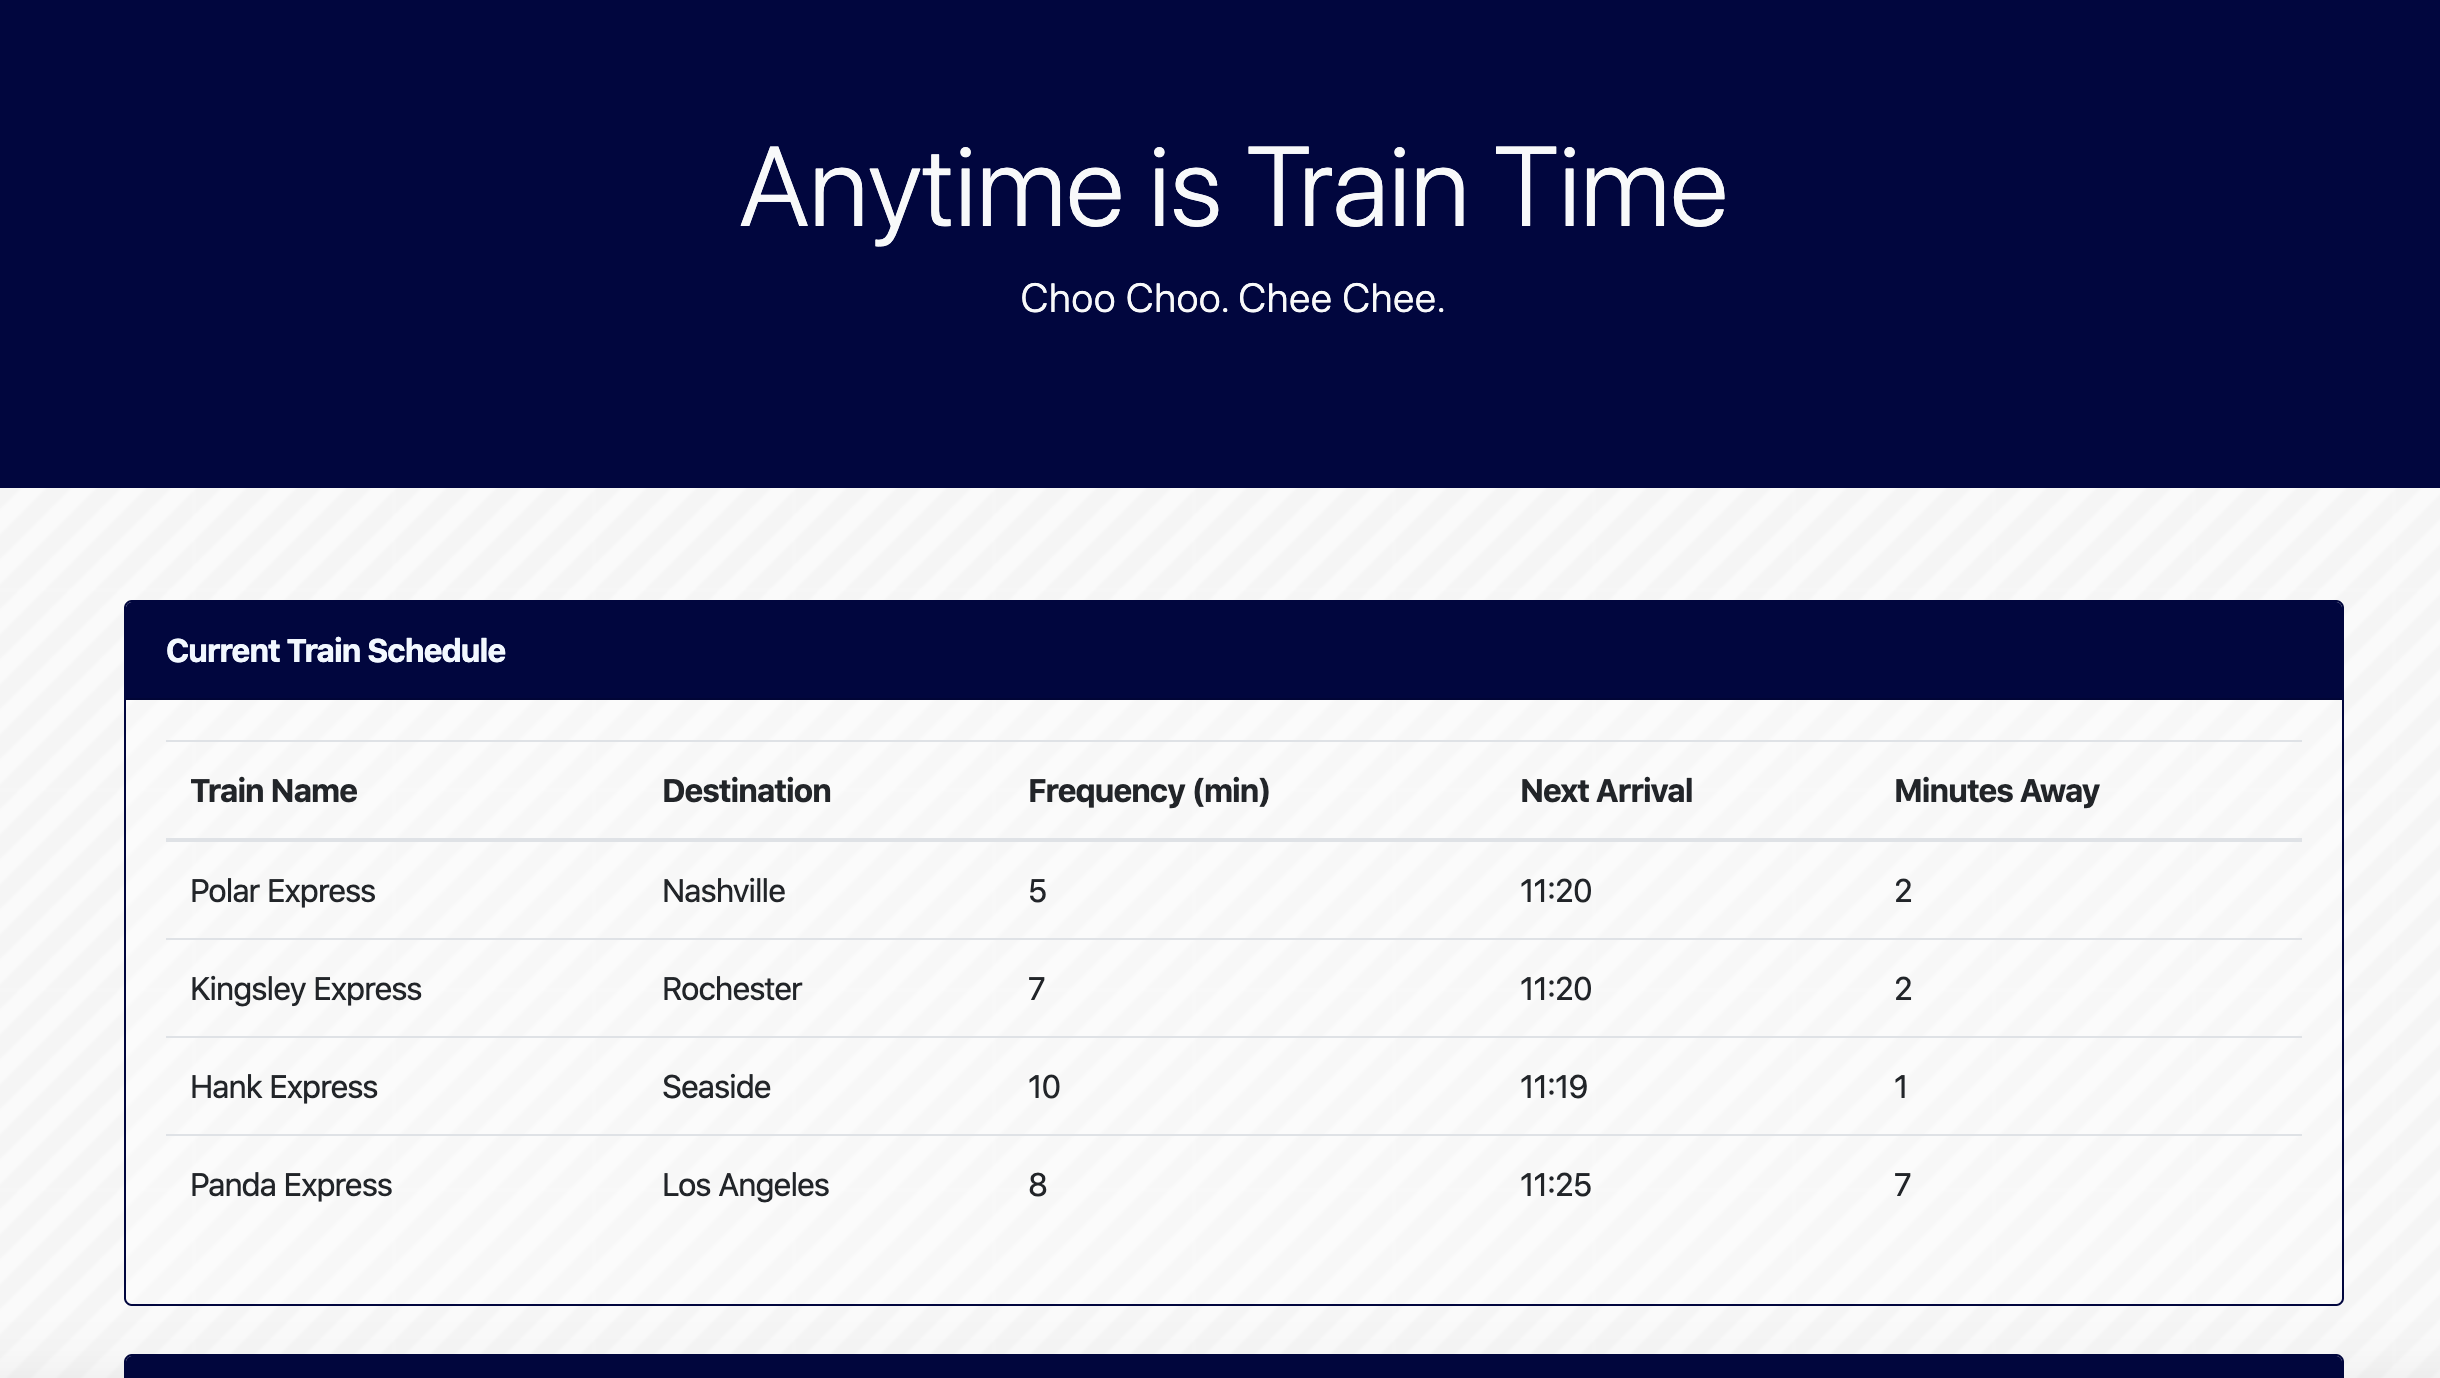 Anytime is Train Time
Choo Choo. Chee Chee.
Current Train Schedule
Train Name Destination Frequency (min) Next Arrival Minutes Away
Polar Express Nashville 5 11:20 2
Kingsley Express Rochester 7 11:20 2
Hank Express Seaside 10 11:19 1
Panda Express Los Angeles 8 11:25 7